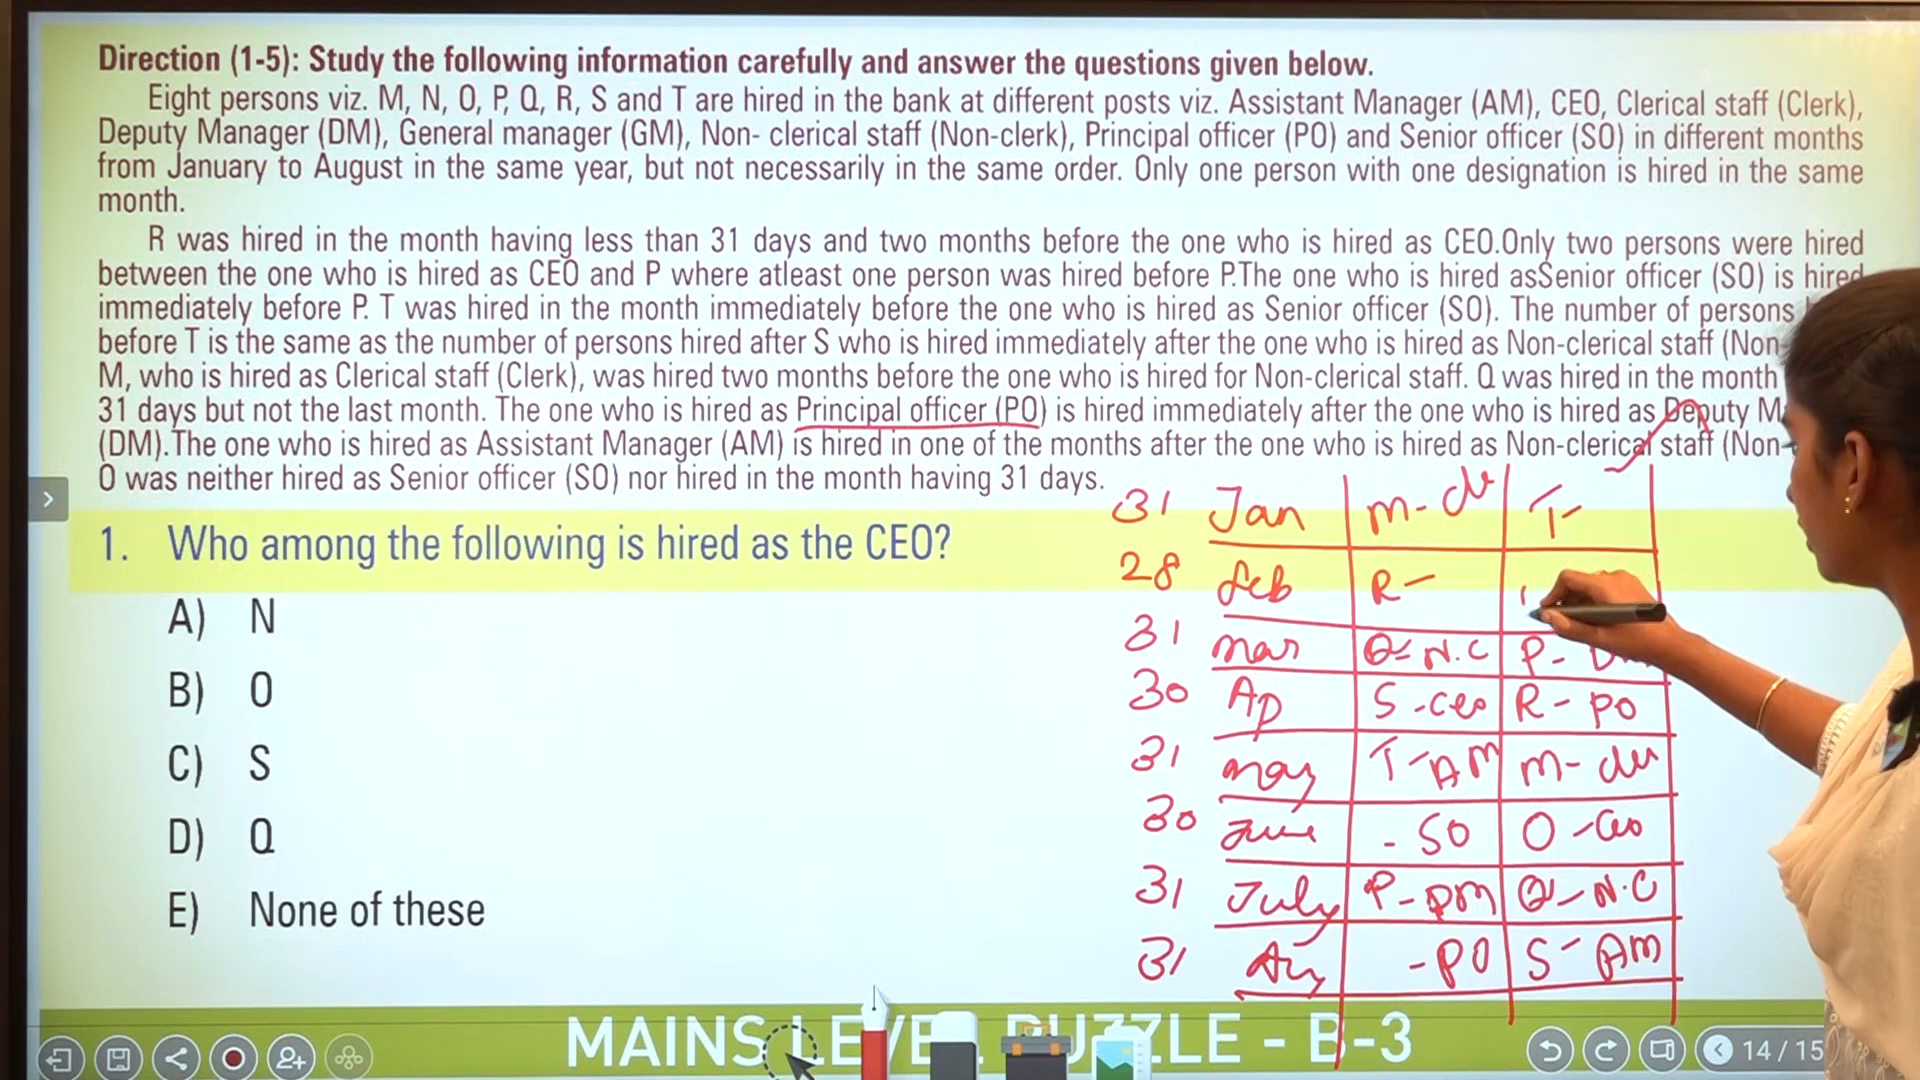 Direction (1-5): Study the following information carefully and answer the questions given below.
Eight persons viz. M, N, O, P, Q, R, S and T are hired in the bank at different posts viz. Assistant Manager (AM), CEO, Clerical staff (Clerk),
Deputy Manager (DM), General manager (GM), Non- clerical staff (Non-clerk), Principal officer (PO) and Senior officer (SO) in different months
from January to August in the same year, but not necessarily in the same order. Only one person with one designation is hired in the same
month.
R was hired in the month having less than 31 days and two months before the one who is hired as CEO.Only two persons were hired
between the one who is hired as CEO and P where atleast one person was hired before P.The one who is hired asSenior officer (SO) is hired
immediately before P. T was hired in the month immediately before the one who is hired as Senior officer (SO). The number of persons
before T is the same as the number of persons hired after S who is hired immediately after the one who is hired as Non-clerical staff (Non-
M, who is hired as Clerical staff (Clerk), was hired two months before the one who is hired for Non-clerical staff. Q was hired in the month
31 days but not the last month. The one who is hired as Principal officer (PO) is hired immediately after the one who is hired as Deputy M
(DM).The one who is hired as Assistant Manager (AM) is hired in one of the months after the one who is hired as Non-clerical staff (Non-
O was neither hired as Senior officer (SO) nor hired in the month having 31 days.
1. Who among the following is hired as the CEO?
A) N
B) O
C) S
D) Q
E) None of these
31 Jan M- T-
28 feb R-
31 mar Q- N.C P-
30 Ap S -ceo R - PO
31 may T- AM M-
30 June - SO O -ceo
31 July P- DM Q- N.C
31 Au -PO S- AM
MAINS LEVEL PUZZLE - B-3
14 / 15